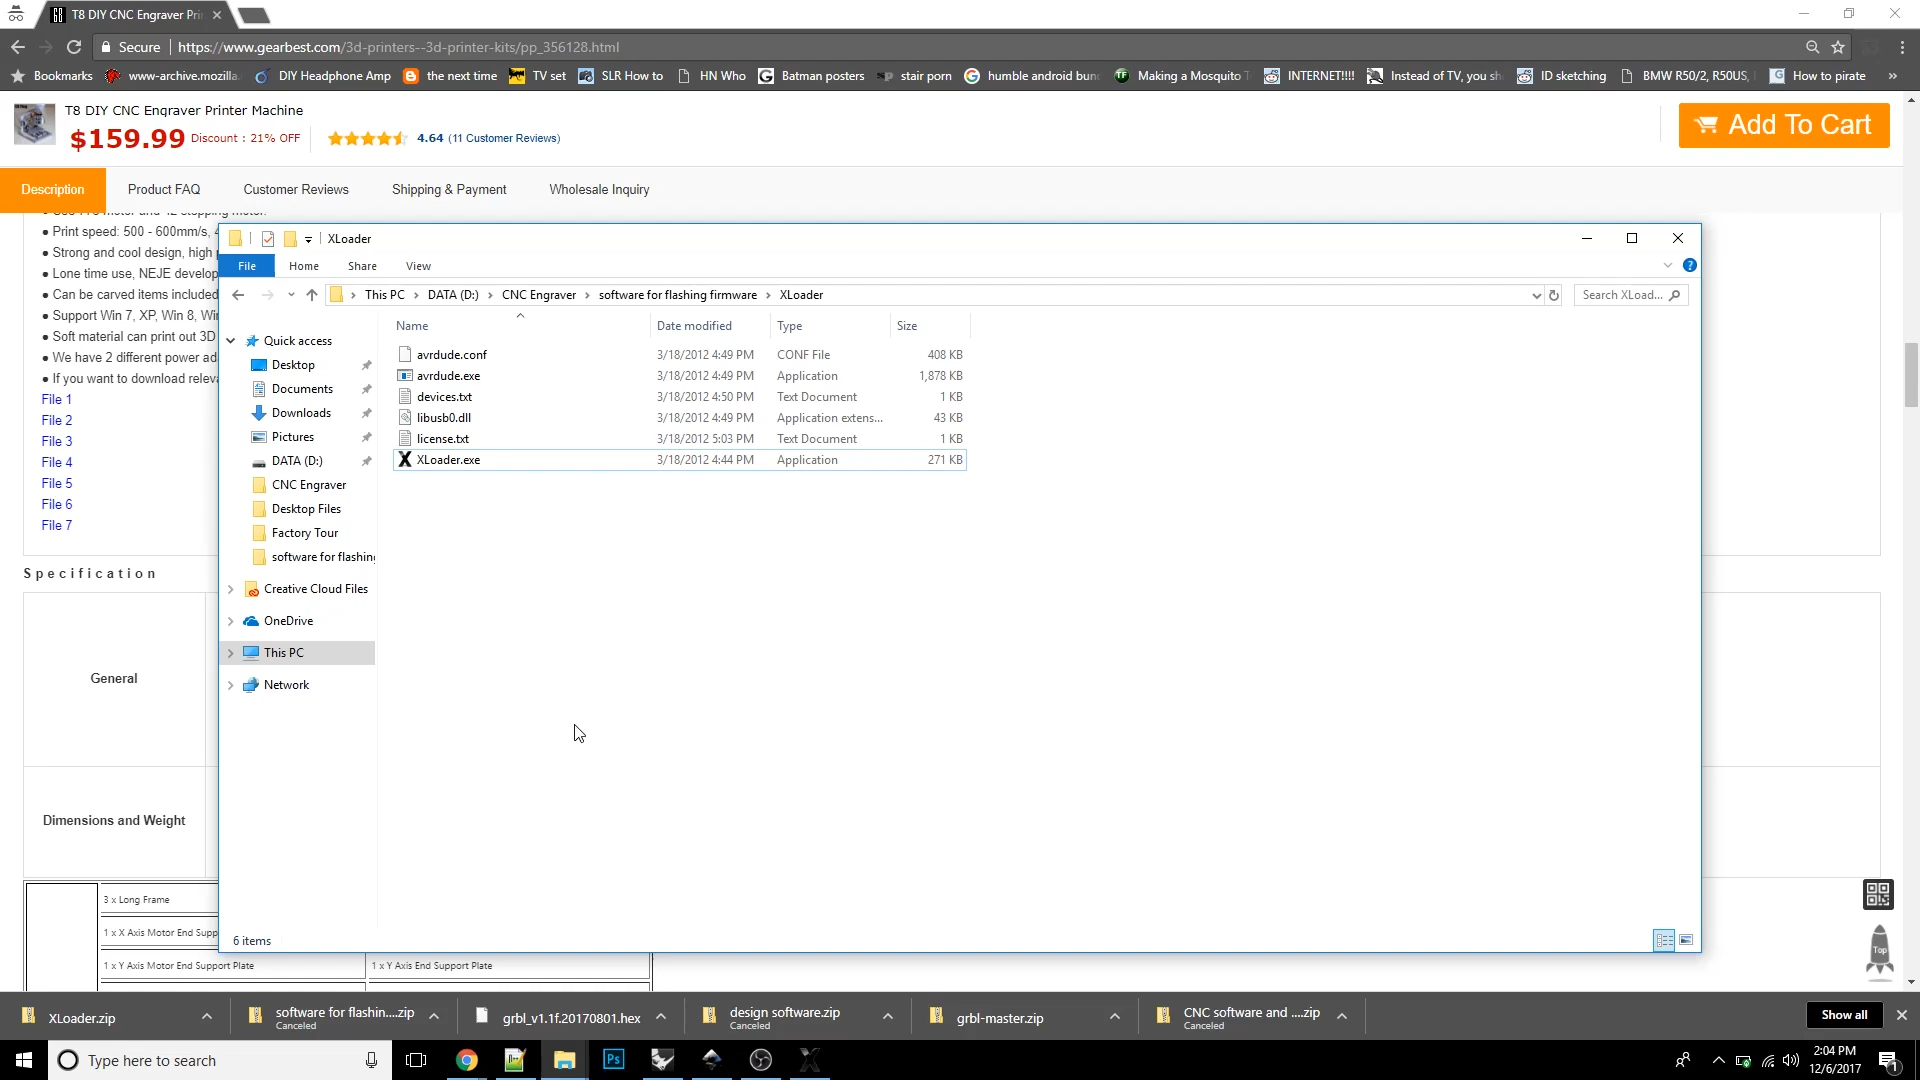 T8 DIY CNC Engraver Pri
Secure
https://www.gearbest.com/3d-printers--3d-printer-kits/pp_356128.html
Bookmarks
www-archive.mozilla.
DIY Headphone Amp
the next time
TV set
SLR How to
HN Who
Batman posters
stair porn
humble android bun
Making a Mosquito T
INTERNET!!!!
Instead of TV, you sh
ID sketching
BMW R50/2, R50US,
How to pirate
»
T8 DIY CNC Engraver Printer Machine
$159.99 Discount : 21% OFF
4.64 (11 Customer Reviews)
Add To Cart
Description
Product FAQ
Customer Reviews
Shipping & Payment
Wholesale Inquiry
● Print speed: 500 - 600mm/s, 4
● Strong and cool design, high p
● Lone time use, NEJE develop
● Can be carved items included
● Support Win 7, XP, Win 8, Win
● Soft material can print out 3D
● We have 2 different power ad
● If you want to download releva
File 1
File 2
File 3
File 4
File 5
File 6
File 7
Specification
General
Dimensions and Weight
3 x Long Frame
1 x X Axis Motor End Supp
1 x Y Axis Motor End Support Plate
1 x Y Axis End Support Plate
XLoader
File
Home
Share
View
This PC > DATA (D:) > CNC Engraver > software for flashing firmware > XLoader
Search XLoad...
Quick access
Desktop
Documents
Downloads
Pictures
DATA (D:)
CNC Engraver
Desktop Files
Factory Tour
software for flashing
Creative Cloud Files
OneDrive
This PC
Network
Name Date modified Type Size
avrdude.conf 3/18/2012 4:49 PM CONF File 408 KB
avrdude.exe 3/18/2012 4:49 PM Application 1,878 KB
devices.txt 3/18/2012 4:50 PM Text Document 1 KB
libusb0.dll 3/18/2012 4:49 PM Application extens... 43 KB
license.txt 3/18/2012 5:03 PM Text Document 1 KB
XLoader.exe 3/18/2012 4:44 PM Application 271 KB
6 items
Top
XLoader.zip
software for flashin....zip
Canceled
grbl_v1.1f.20170801.hex
design software.zip
Canceled
grbl-master.zip
CNC software and ....zip
Canceled
Show all
Type here to search
Ps
2:04 PM
12/6/2017
1